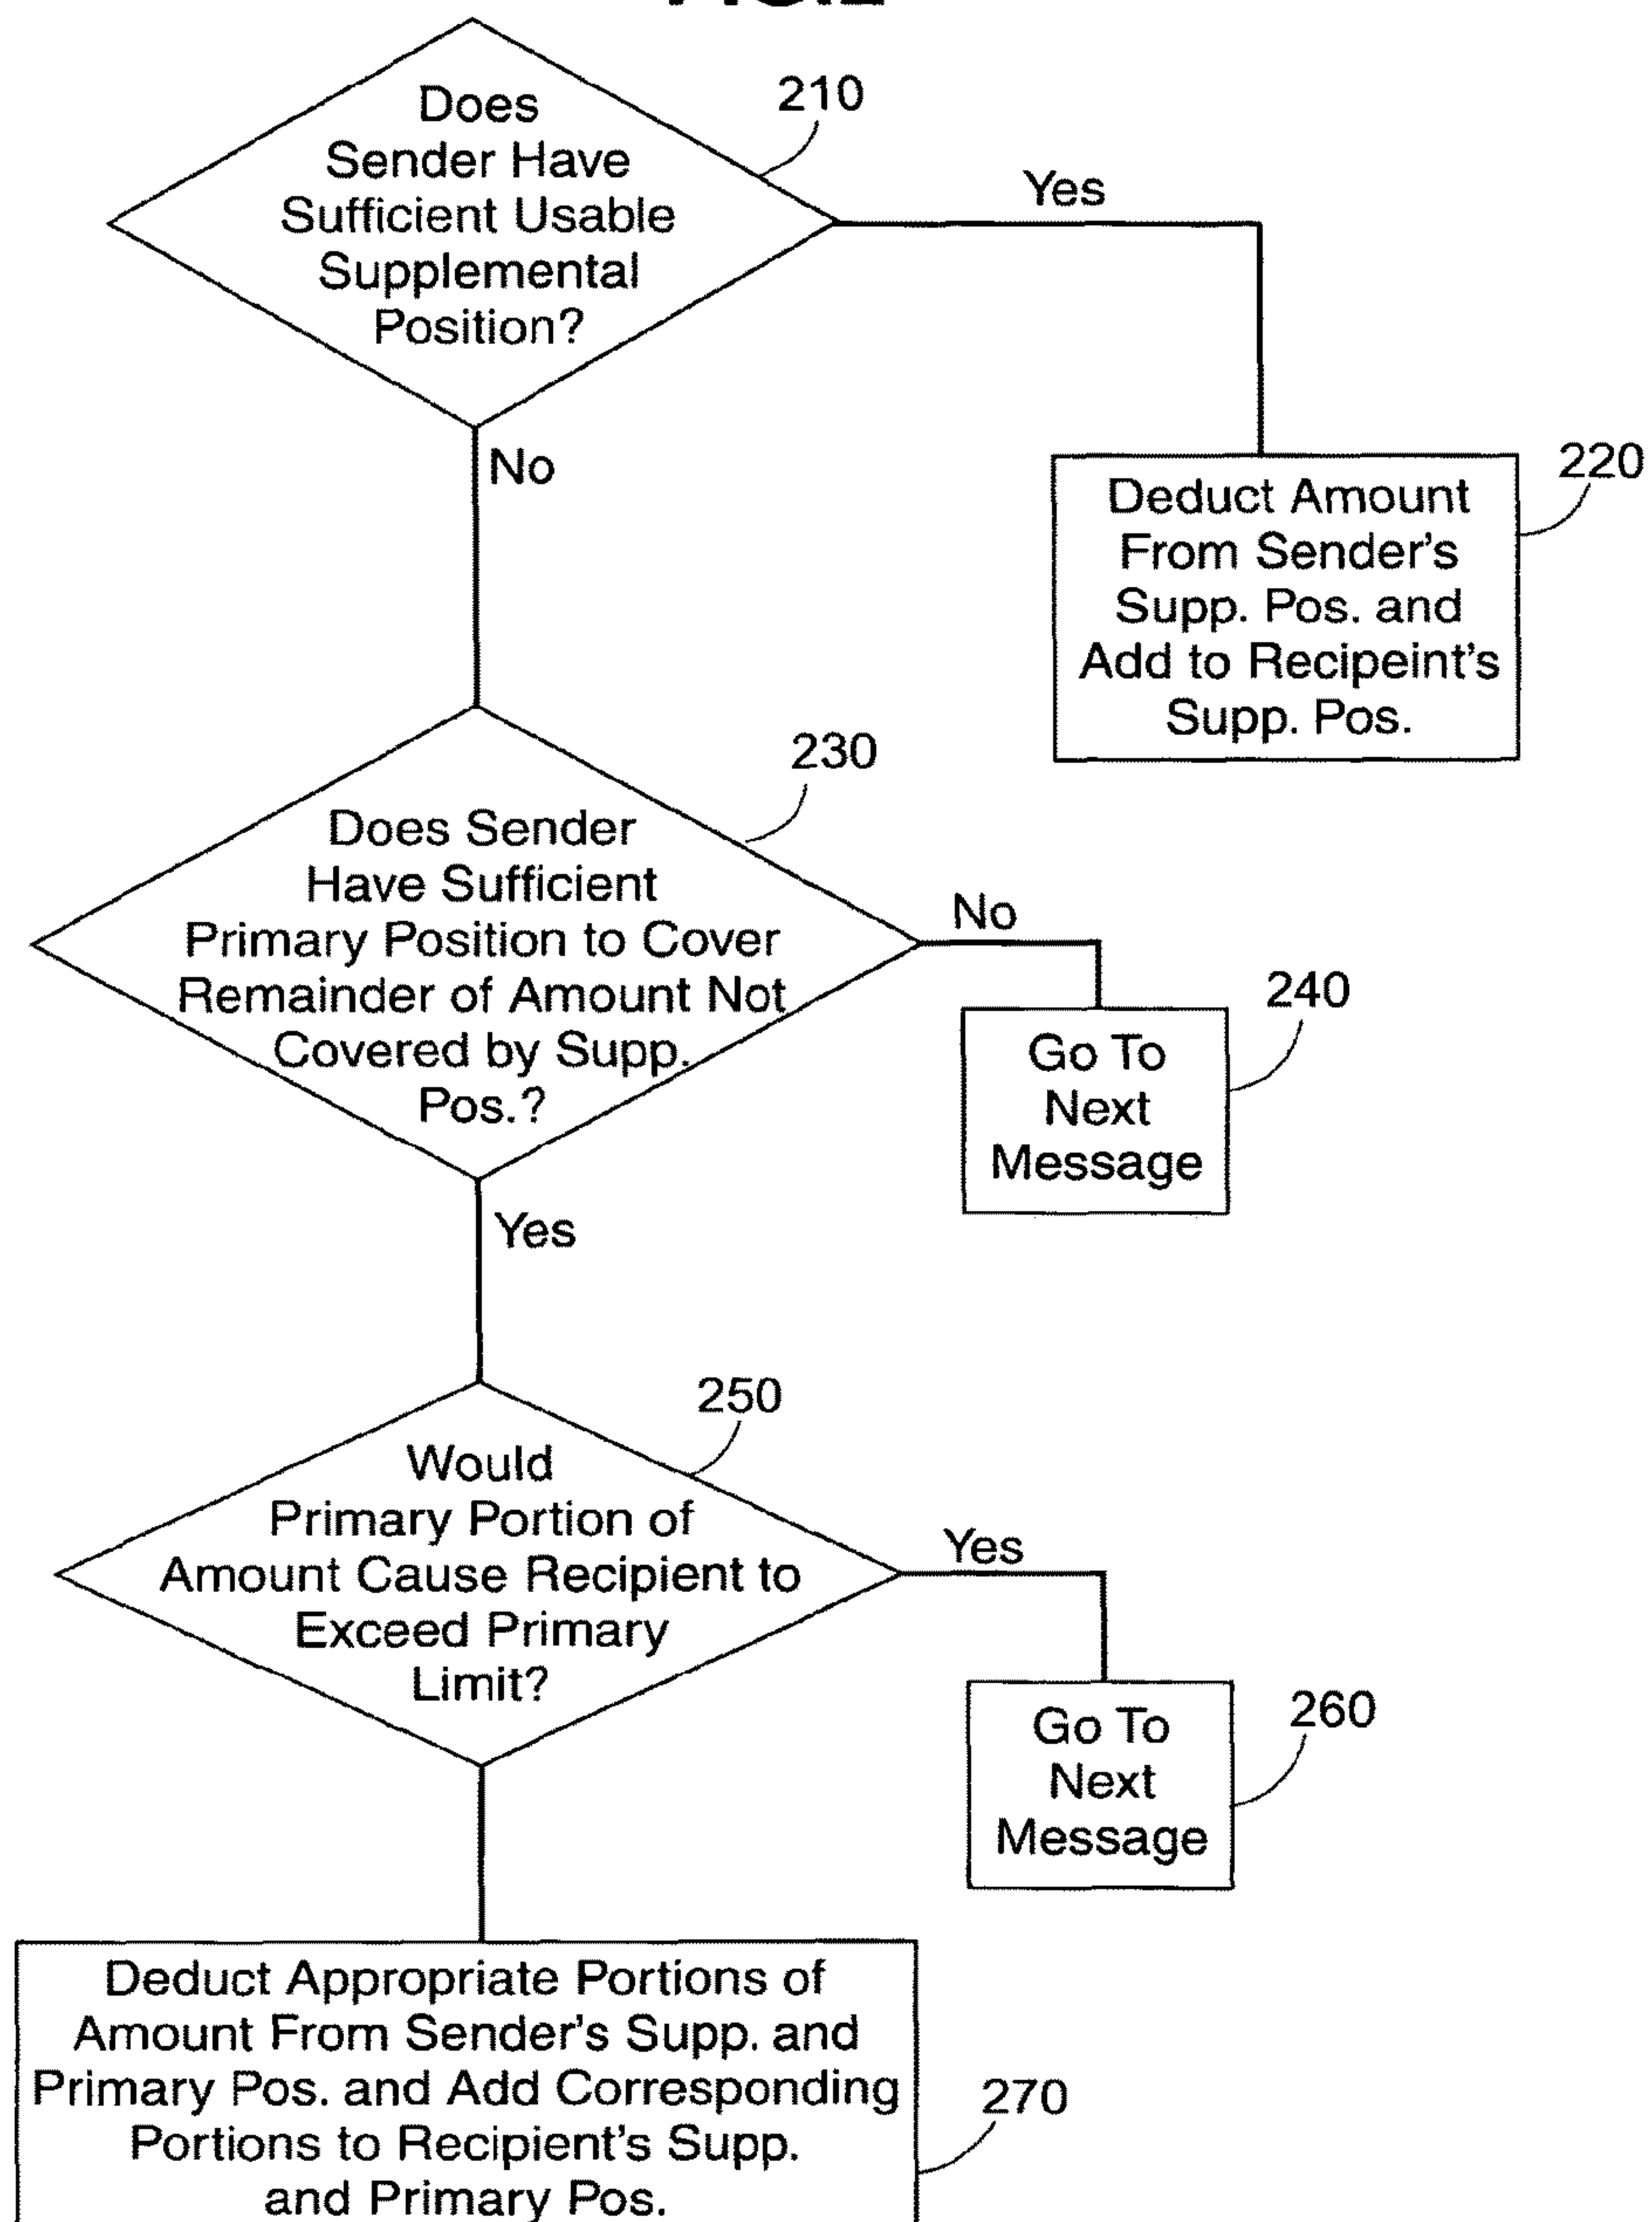 Does
Sender Have
Sufficient Usable
Supplemental
Position?
210
Yes
No
Deduct Amount
From Sender's
Supp. Pos. and
Add to Recipeint's
Supp. Pos.
220
Does Sender
Have Sufficient
Primary Position to Cover
Remainder of Amount Not
Covered by Supp.
Pos.?
230
No
Go To
Next
Message
240
Yes
Would
Primary Portion of
Amount Cause Recipient to
Exceed Primary
Limit?
250
Yes
Go To
Next
Message
260
Deduct Appropriate Portions of
Amount From Sender's Supp. and
Primary Pos. and Add Corresponding
Portions to Recipient's Supp.
and Primary Pos.
270